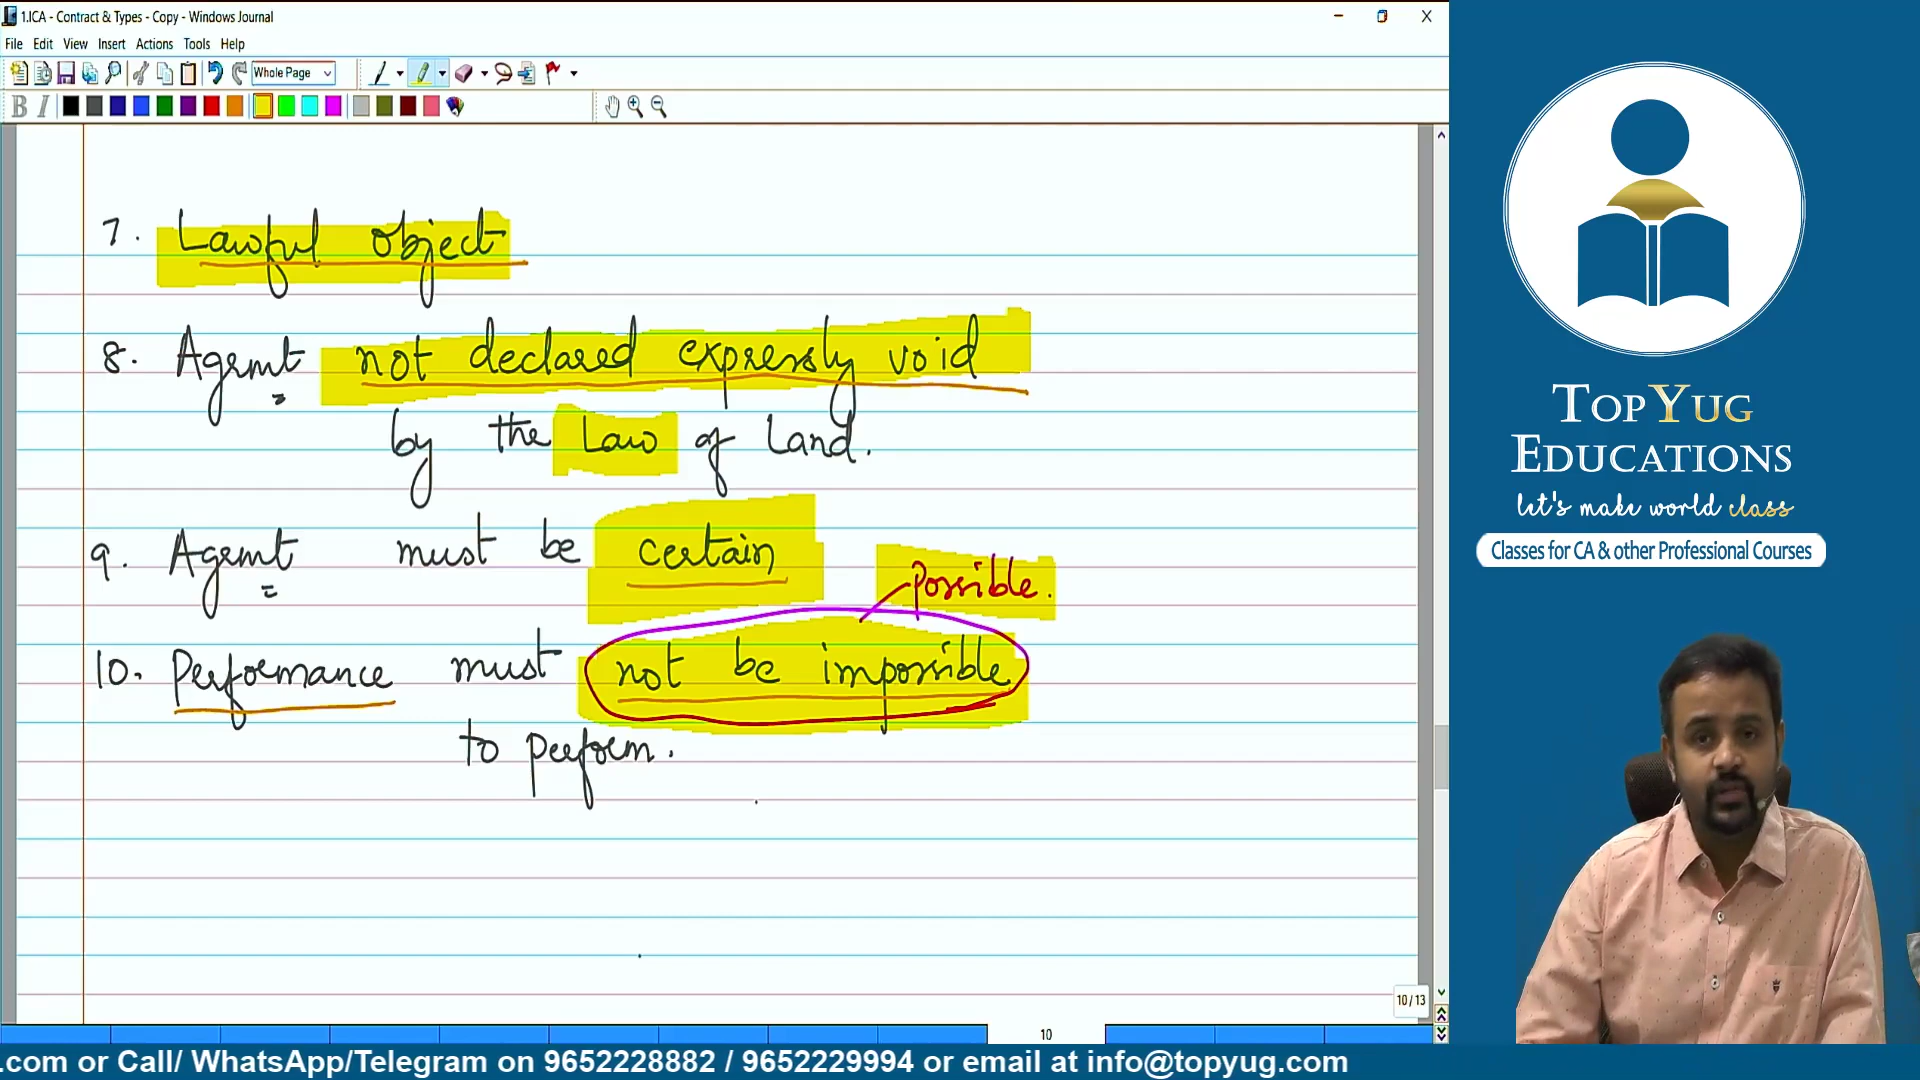 1.ICA - Contract & Types - Copy - Windows Journal
File Edit View Insert Actions Tools Help
Whole Page
B I
7. Lawful object
8. Agrmt not declared expressly void
by the Law of Land.
9. Agrmt must be certain
possible.
10. Performance must not be impossible
to perform.
10 / 13
10
.com or Call/ WhatsApp/Telegram on 9652228882 / 9652229994 or email at info@topyug.com
TOPYUG
EDUCATIONS
let's make world class
Classes for CA & other Professional Courses